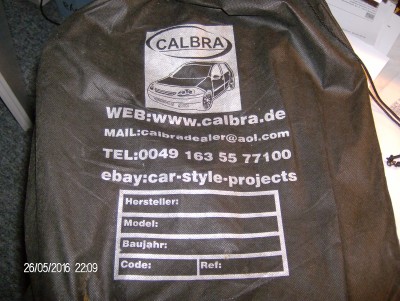 CALBRA
WEB:www.calbra.de
MAIL:calbradealer@aol.com
TEL:0049 163 55 77100
ebay:car-style-projects
Hersteller:
Model:
Baujahr:
Code: Ref:
26/05/2016 22:09